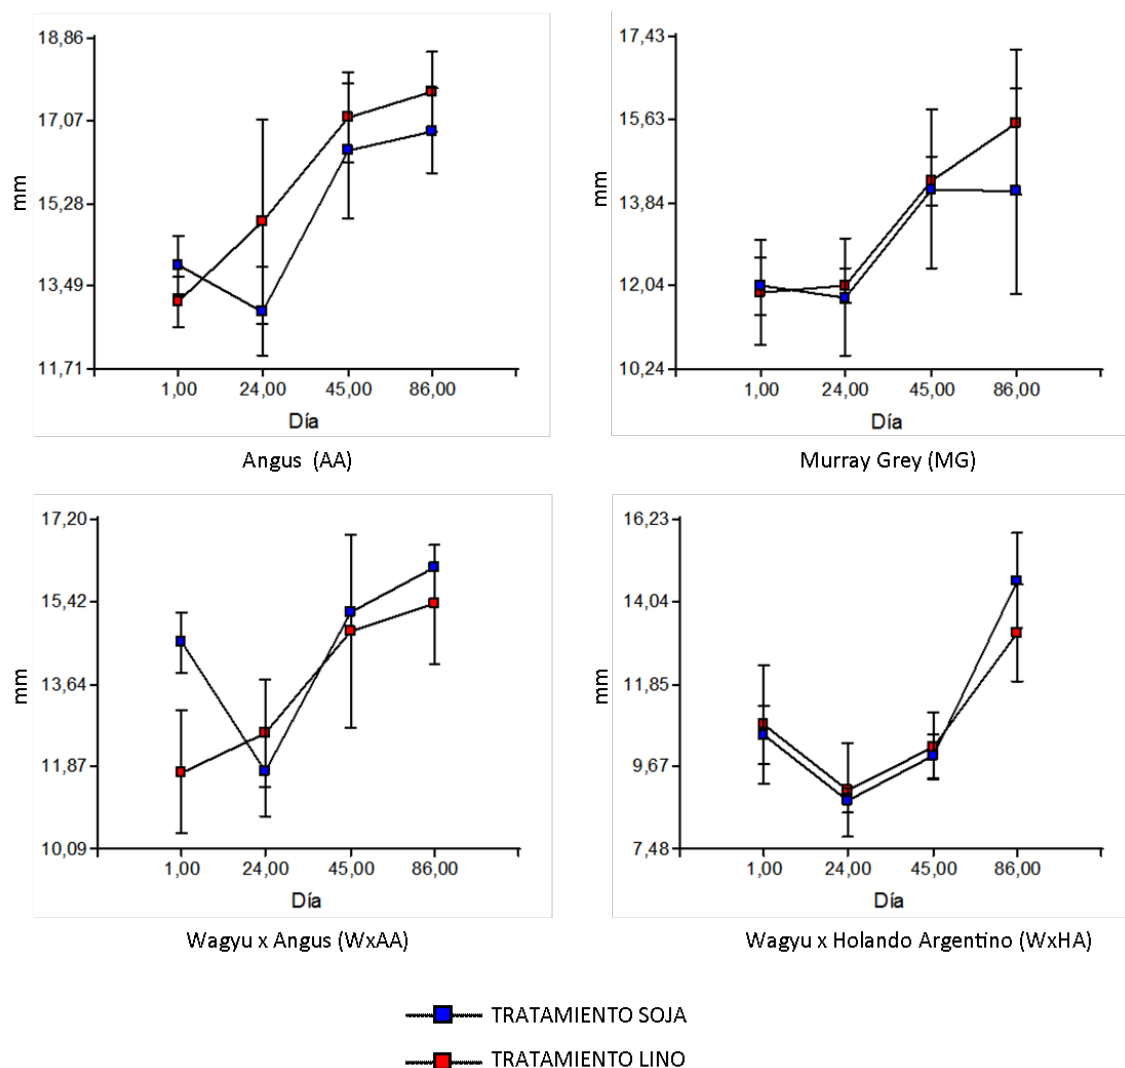 18,86
17,07
15,28
13,49
11,71
mm
1,00 24,00 45,00 86,00
Día
Angus (AA)
17,43
15,63
13,84
12,04
10,24
mm
1,00 24,00 45,00 86,00
Día
Murray Grey (MG)
17,20
15,42
13,64
11,87
10,09
mm
1,00 24,00 45,00 86,00
Día
Wagyu x Angus (WxAA)
16,23
14,04
11,85
9,67
7,48
mm
1,00 24,00 45,00 86,00
Día
Wagyu x Holando Argentino (WxHA)
TRATAMIENTO SOJA
TRATAMIENTO LINO